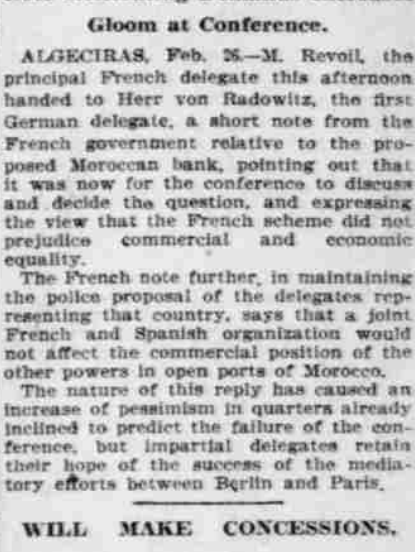 Gloom at Conference.
ALGECIRAS, Feb. 26.—M. Revoil, the
principal French delegate this afternoon
handed to Herr von Radowitz, the first
German delegate, a short note from the
French government relative to the pro-
posed Moroccan bank, pointing out that
it was now for the conference to discuss
and decide the question, and expressing
the view that the French scheme did not
prejudice commercial and economic
equality.
The French note further, in maintaining
the police proposal of the delegates rep-
resenting that country, says that a joint
French and Spanish organization would
not affect the commercial position of the
other powers in open ports of Morocco.
The nature of this reply has caused an
increase of pessimism in quarters already
inclined to predict the failure of the con-
ference, but impartial delegates retain
their hope of the success of the media-
tory efforts between Berlin and Paris.
WILL MAKE CONCESSIONS.